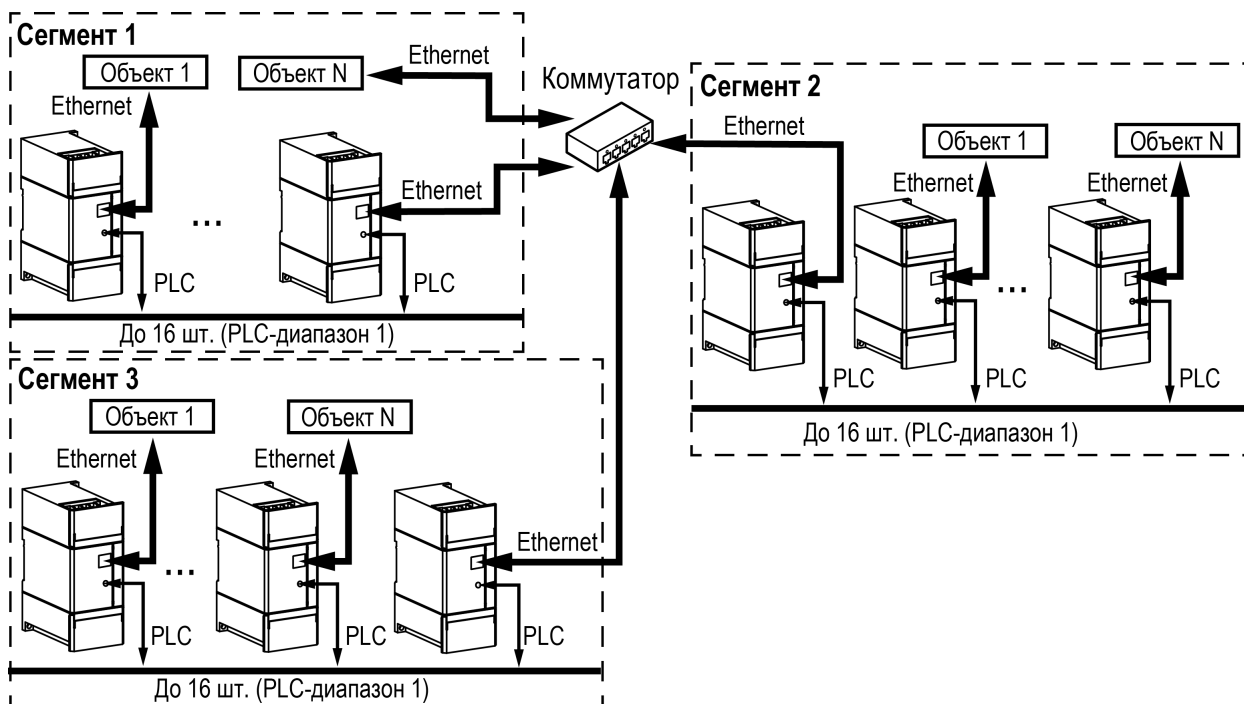 Сегмент 1
Объект 1
Объект N
Ethernet
Ethernet
Ethernet
...
PLC
PLC
До 16 шт. (PLC-диапазон 1)
Коммутатор
Сегмент 2
Ethernet
Объект 1
Объект N
Ethernet
Ethernet
...
PLC
PLC
PLC
До 16 шт. (PLC-диапазон 1)
Сегмент 3
Объект 1
Объект N
Ethernet
Ethernet
Ethernet
...
PLC
PLC
PLC
До 16 шт. (PLC-диапазон 1)